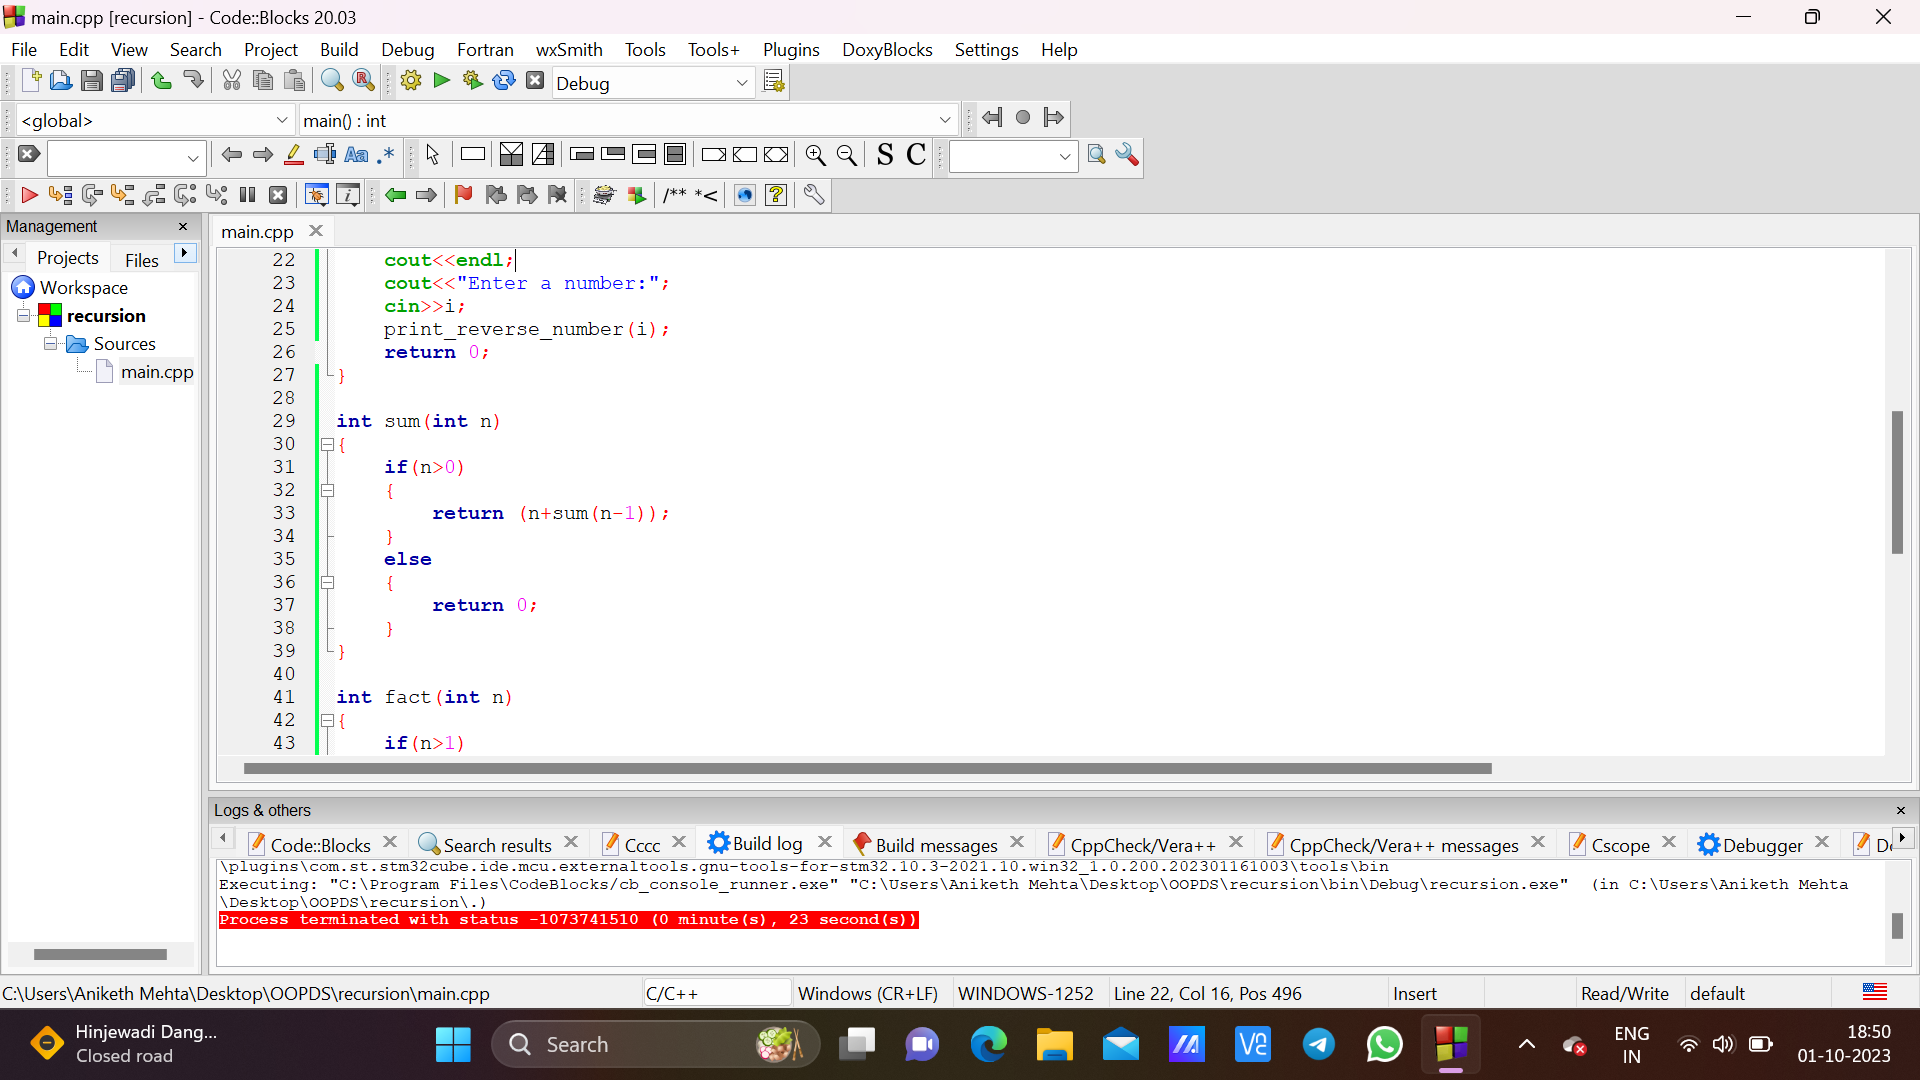 main.cpp [recursion] - Code::Blocks 20.03
File Edit View Search Project Build Debug Fortran wxSmith Tools Tools+ Plugins DoxyBlocks Settings Help
Debug
<global> main() : int
Aa .* S C
/** *<
Management
Projects Files
Workspace
recursion
Sources
main.cpp
main.cpp
22 cout<<endl;
23 cout<<"Enter a number:";
24 cin>>i;
25 print_reverse_number(i);
26 return 0;
27 }
28
29 int sum(int n)
30 {
31 if(n>0)
32 {
33 return (n+sum(n-1));
34 }
35 else
36 {
37 return 0;
38 }
39 }
40
41 int fact(int n)
42 {
43 if(n>1)
Logs & others
Code::Blocks Search results Cccc Build log Build messages CppCheck/Vera++ CppCheck/Vera++ messages Cscope Debugger
\plugins\com.st.stm32cube.ide.mcu.externaltools.gnu-tools-for-stm32.10.3-2021.10.win32_1.0.200.202301161003\tools\bin
Executing: "C:\Program Files\CodeBlocks/cb_console_runner.exe" "C:\Users\Aniketh Mehta\Desktop\OOPDS\recursion\bin\Debug\recursion.exe" (in C:\Users\Aniketh Mehta
\Desktop\OOPDS\recursion\.)
Process terminated with status -1073741510 (0 minute(s), 23 second(s))
C:\Users\Aniketh Mehta\Desktop\OOPDS\recursion\main.cpp C/C++ Windows (CR+LF) WINDOWS-1252 Line 22, Col 16, Pos 496 Insert Read/Write default
Hinjewadi Dang...
Closed road
Search
ENG
IN
18:50
01-10-2023